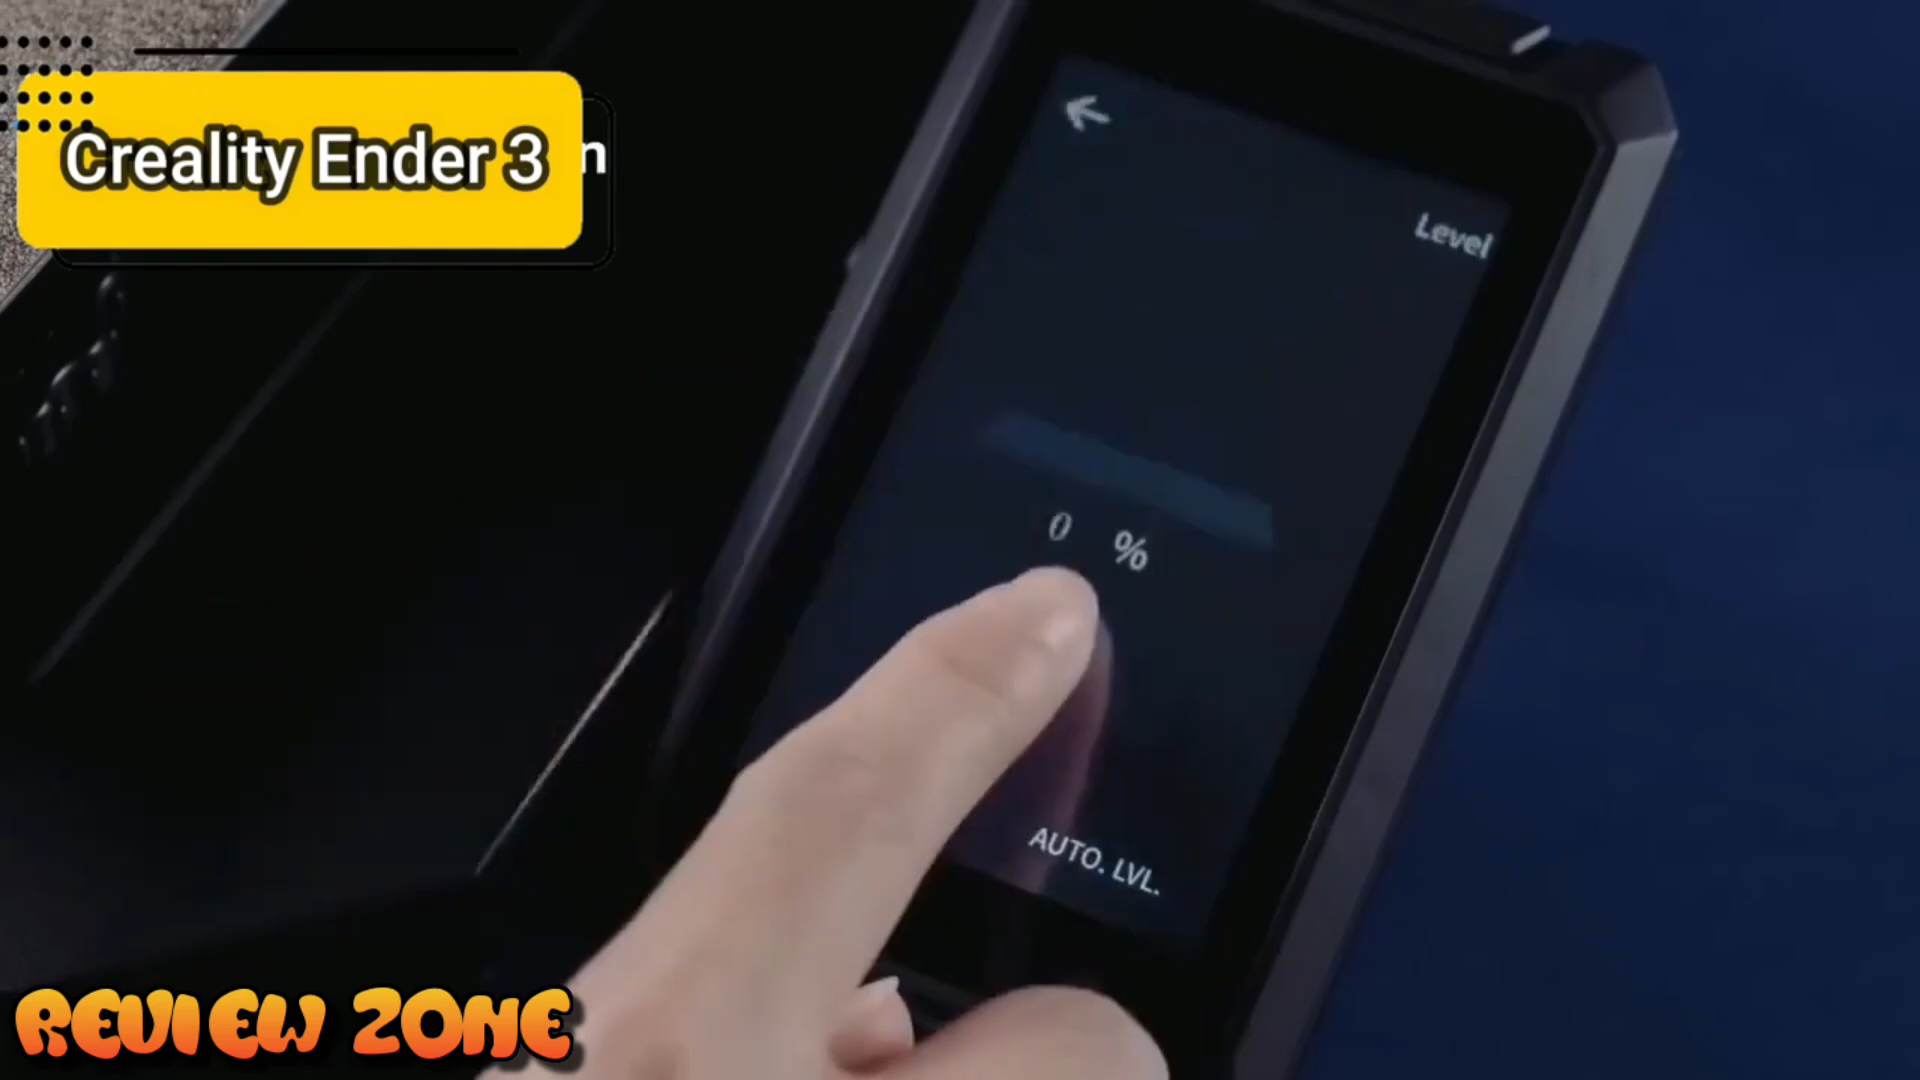 Creality Ender 3
n
Level
0 %
AUTO. LVL.
REVIEW ZONE